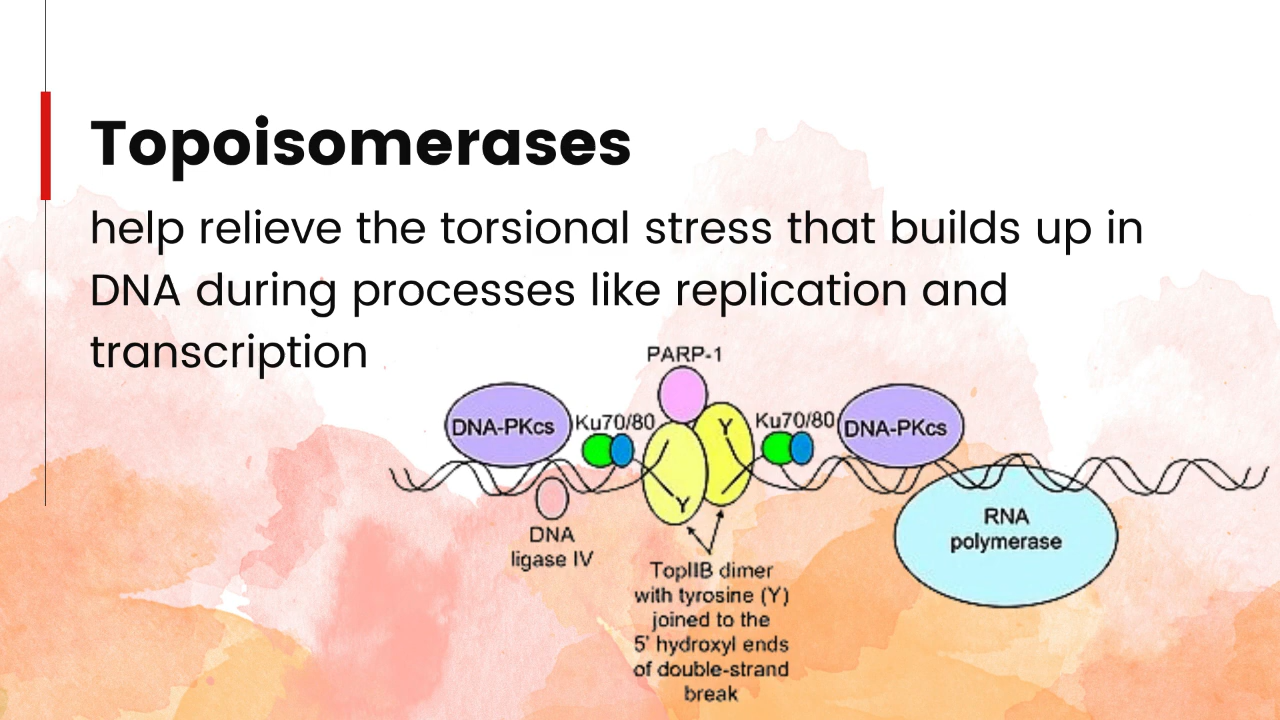 Topoisomerases
help relieve the torsional stress that builds up in
DNA during processes like replication and
transcription
PARP-1
DNA-PKcs
Ku70/80
Y
Ku70/80
DNA-PKcs
Y
DNA
ligase IV
RNA
polymerase
TopIIB dimer
with tyrosine (Y)
joined to the
5' hydroxyl ends
of double-strand
break